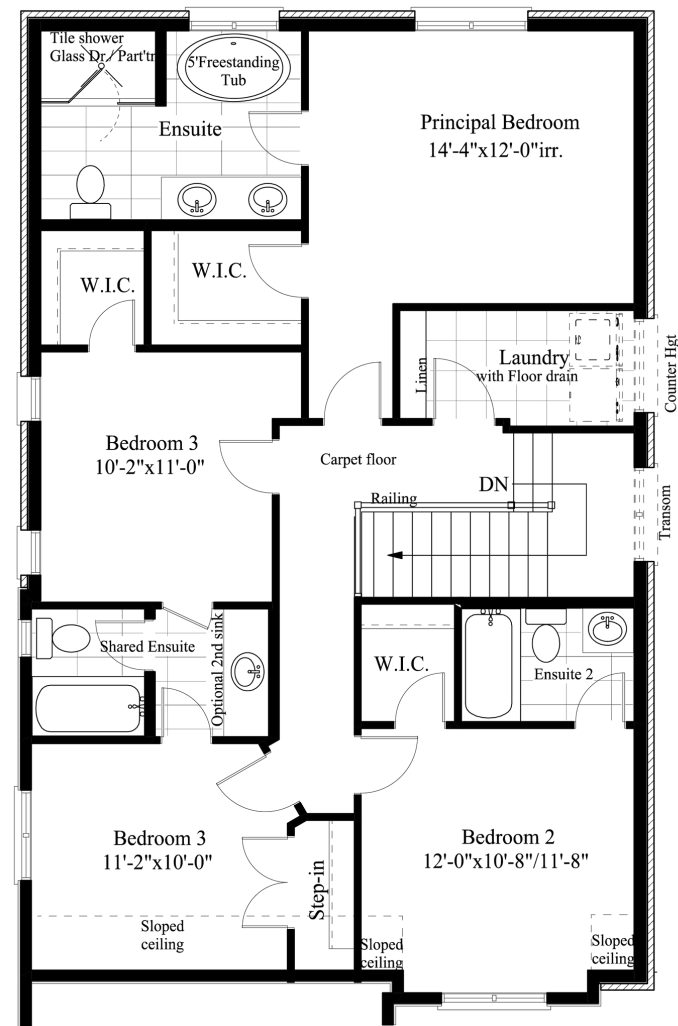 Tile shower
Glass Dr / Part'tn
5'Freestanding
Tub
Ensuite
Principal Bedroom
14'-4"x12'-0"irr.
W.I.C.
W.I.C.
Linen
Laundry
with Floor drain
Counter Hgt
Bedroom 3
10'-2"x11'-0"
Carpet floor
Railing
DN
Transom
Shared Ensuite
Optional 2nd sink
W.I.C.
Ensuite 2
Bedroom 3
11'-2"x10'-0"
Step-in
Bedroom 2
12'-0"x10'-8"/11'-8"
Sloped
ceiling
Sloped
ceiling
Sloped
ceiling